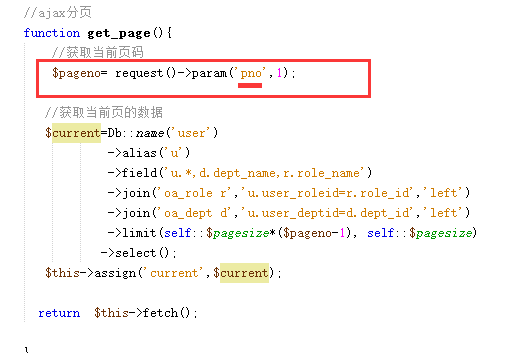 //ajax分页
function get_page(){
//获取当前页码
$pageno= request()->param('pno',1);
//获取当前页的数据
$current=Db::name('user')
->alias('u')
->field('u.*,d.dept_name,r.role_name')
->join('oa_role r','u.user_roleid=r.role_id','left')
->join('oa_dept d','u.user_deptid=d.dept_id','left')
->limit(self::$pagesize*($pageno-1), self::$pagesize)
->select();
$this->assign('current',$current);
return $this->fetch();
}